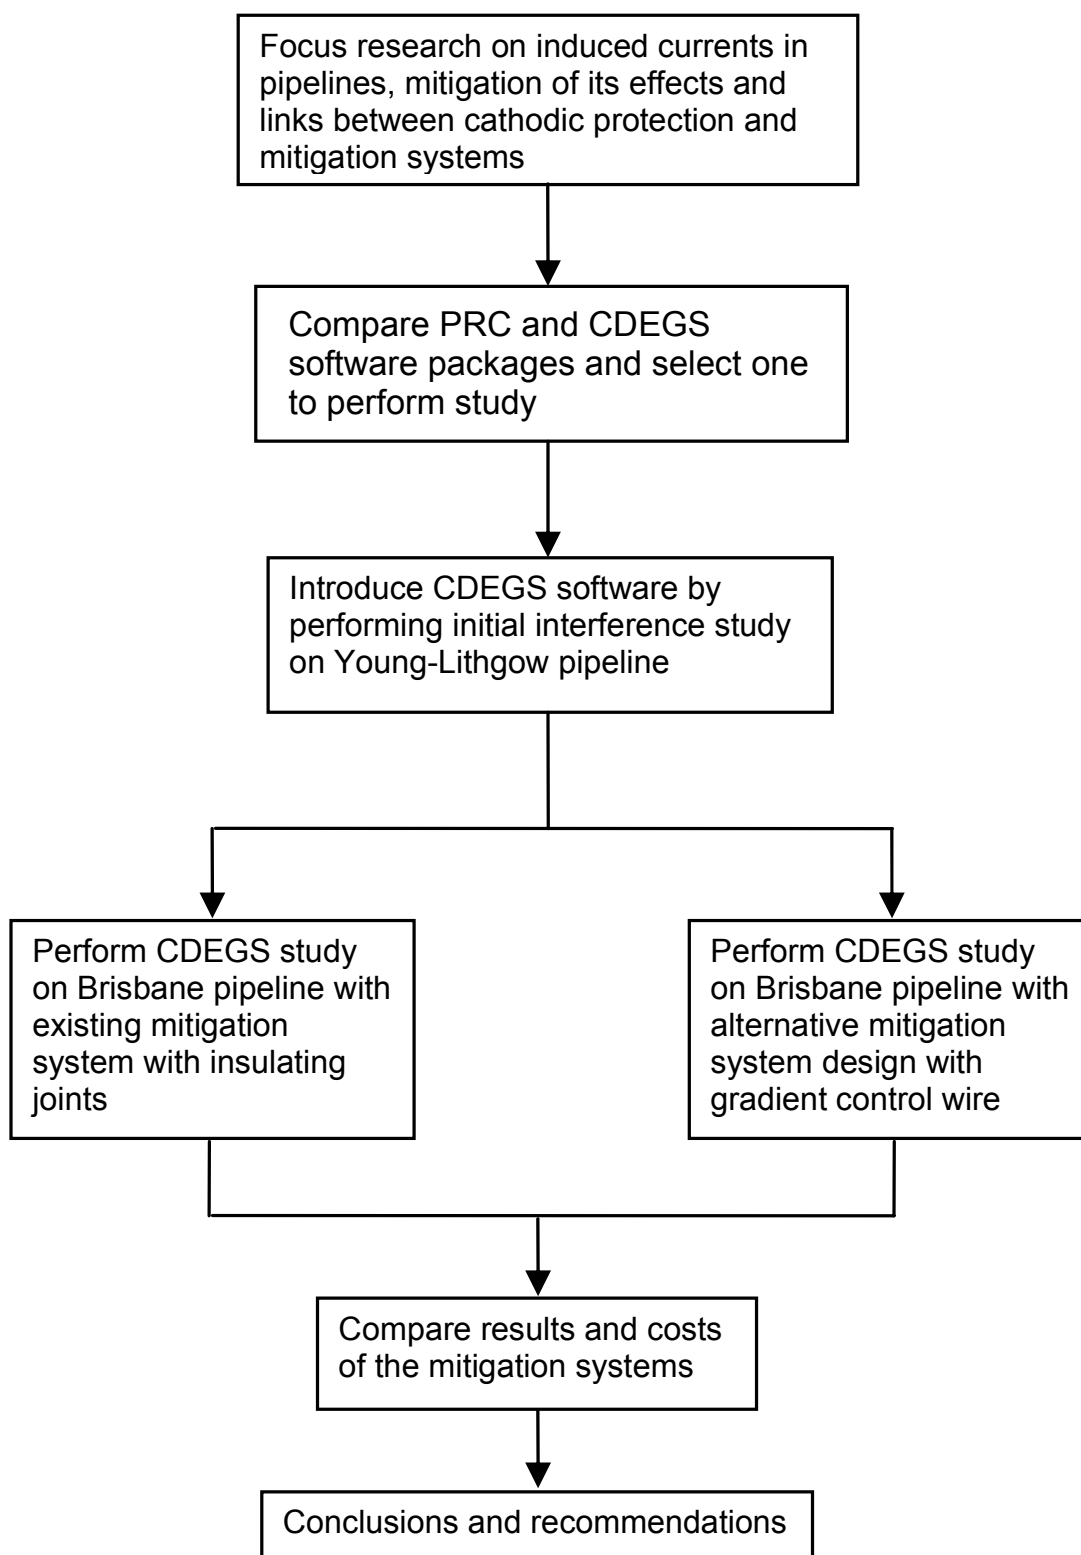 Focus research on induced currents in
pipelines, mitigation of its effects and
links between cathodic protection and
mitigation systems
Compare PRC and CDEGS
software packages and select one
to perform study
Introduce CDEGS software by
performing initial interference study
on Young-Lithgow pipeline
Perform CDEGS study
on Brisbane pipeline with
existing mitigation
system with insulating
joints
Perform CDEGS study
on Brisbane pipeline with
alternative mitigation
system design with
gradient control wire
Compare results and costs
of the mitigation systems
Conclusions and recommendations